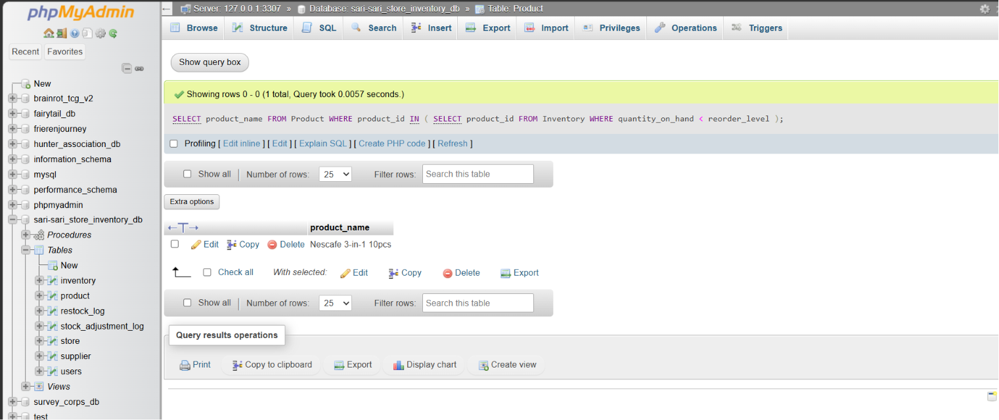 phpMyAdmin
Recent Favorites
New
brainrot_tcg_v2
fairytail_db
frierenjourney
hunter_association_db
information_schema
mysql
performance_schema
phpmyadmin
sari-sari_store_inventory_db
Procedures
Tables
New
inventory
product
restock_log
stock_adjustment_log
store
supplier
users
Views
survey_corps_db
test
Server: 127.0.0.1:3307 » Database: sari-sari_store_inventory_db » Table: Product
Browse Structure SQL Search Insert Export Import Privileges Operations Triggers
Show query box
Showing rows 0 - 0 (1 total, Query took 0.0057 seconds.)
SELECT product_name FROM Product WHERE product_id IN ( SELECT product_id FROM Inventory WHERE quantity_on_hand < reorder_level );
Profiling [ Edit inline ] [ Edit ] [ Explain SQL ] [ Create PHP code ] [ Refresh ]
Show all | Number of rows: 25 Filter rows: Search this table
Extra options
←T→ product_name
Edit Copy Delete Nescafe 3-in-1 10pcs
Check all With selected: Edit Copy Delete Export
Show all | Number of rows: 25 Filter rows: Search this table
Query results operations
Print Copy to clipboard Export Display chart Create view